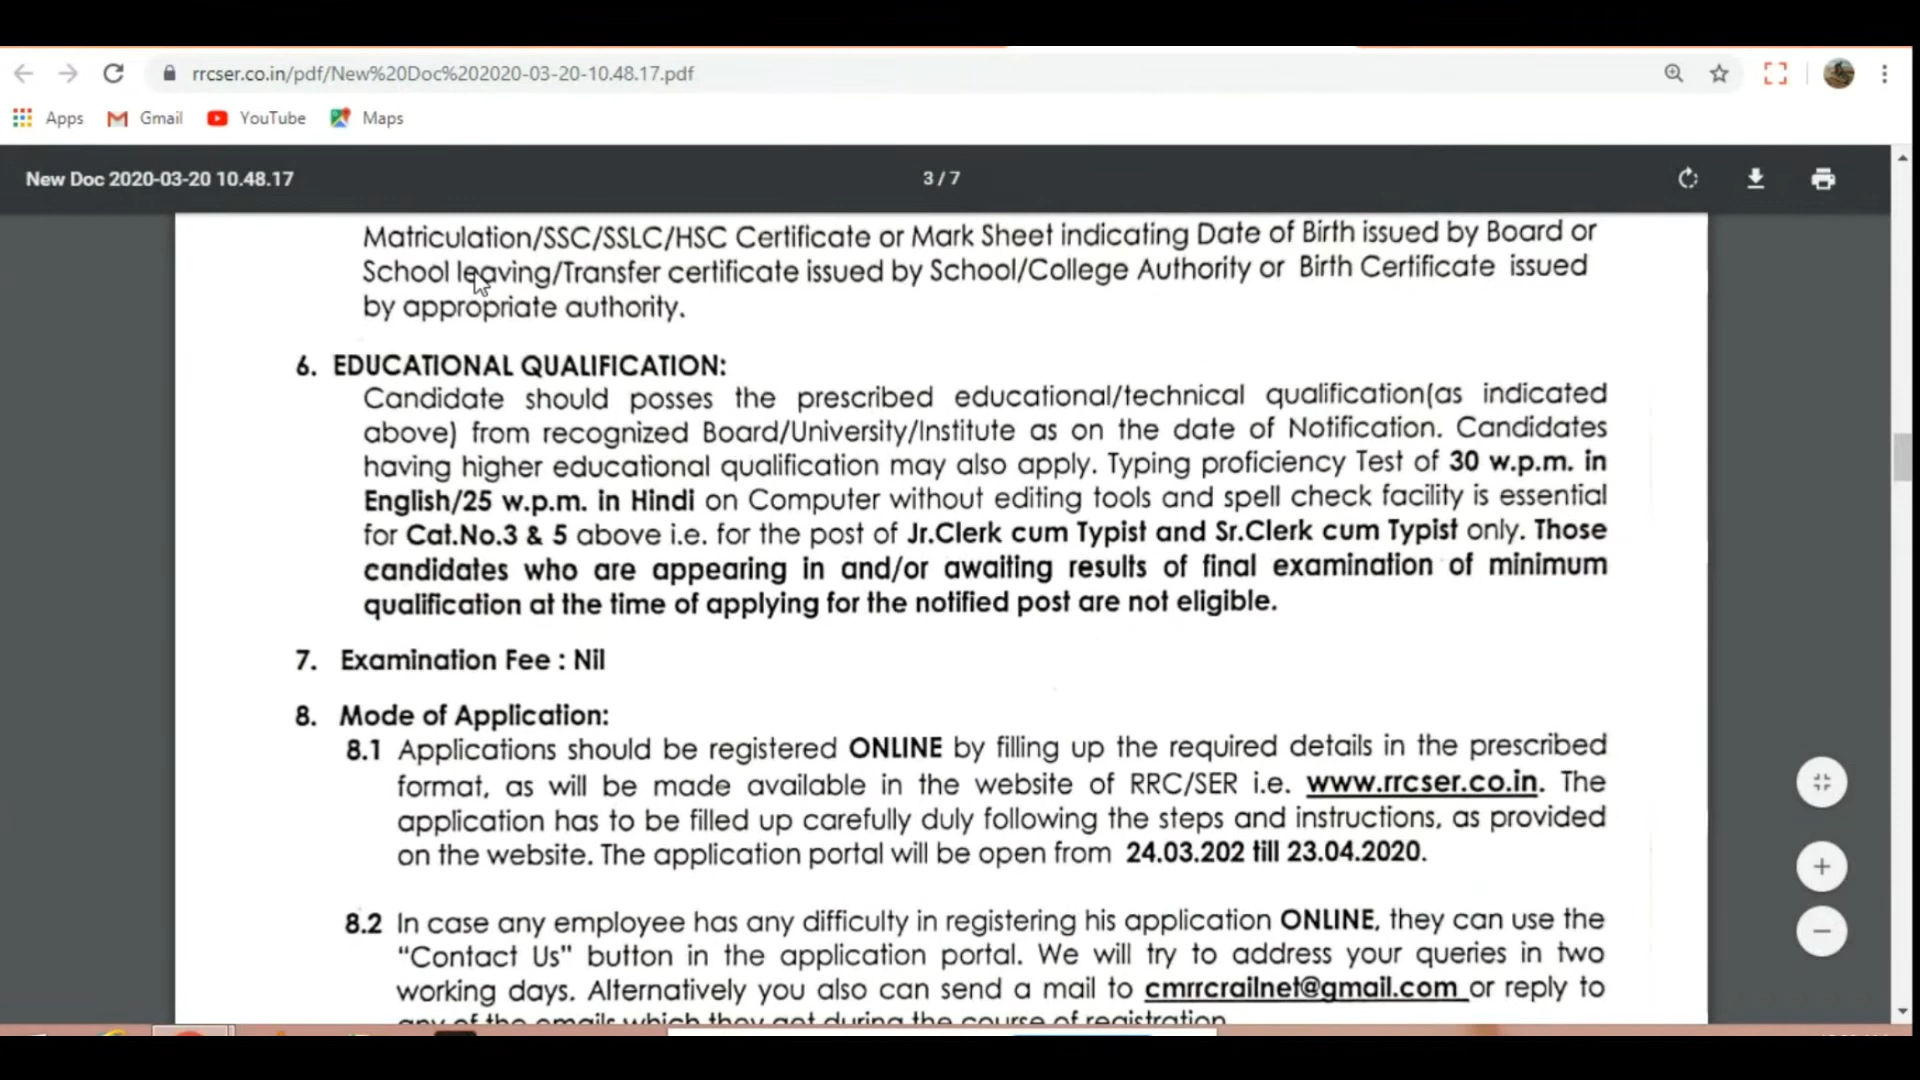 rrcser.co.in/pdf/New%20Doc%202020-03-20-10.48.17.pdf
Apps Gmail YouTube Maps
New Doc 2020-03-20 10.48.17 3 / 7
Matriculation/SSC/SSLC/HSC Certificate or Mark Sheet indicating Date of Birth issued by Board or
School leaving/Transfer certificate issued by School/College Authority or Birth Certificate issued
by appropriate authority.
6. EDUCATIONAL QUALIFICATION:
Candidate should posses the prescribed educational/technical qualification(as indicated
above) from recognized Board/University/Institute as on the date of Notification. Candidates
having higher educational qualification may also apply. Typing proficiency Test of 30 w.p.m. in
English/25 w.p.m. in Hindi on Computer without editing tools and spell check facility is essential
for Cat.No.3 & 5 above i.e. for the post of Jr.Clerk cum Typist and Sr.Clerk cum Typist only. Those
candidates who are appearing in and/or awaiting results of final examination of minimum
qualification at the time of applying for the notified post are not eligible.
7. Examination Fee : Nil
8. Mode of Application:
8.1 Applications should be registered ONLINE by filling up the required details in the prescribed
format, as will be made available in the website of RRC/SER i.e. www.rrcser.co.in. The
application has to be filled up carefully duly following the steps and instructions, as provided
on the website. The application portal will be open from 24.03.202 till 23.04.2020.
8.2 In case any employee has any difficulty in registering his application ONLINE, they can use the
"Contact Us" button in the application portal. We will try to address your queries in two
working days. Alternatively you also can send a mail to cmrrcrailnet@gmail.com or reply to
any of the emails which they get during the course of registration